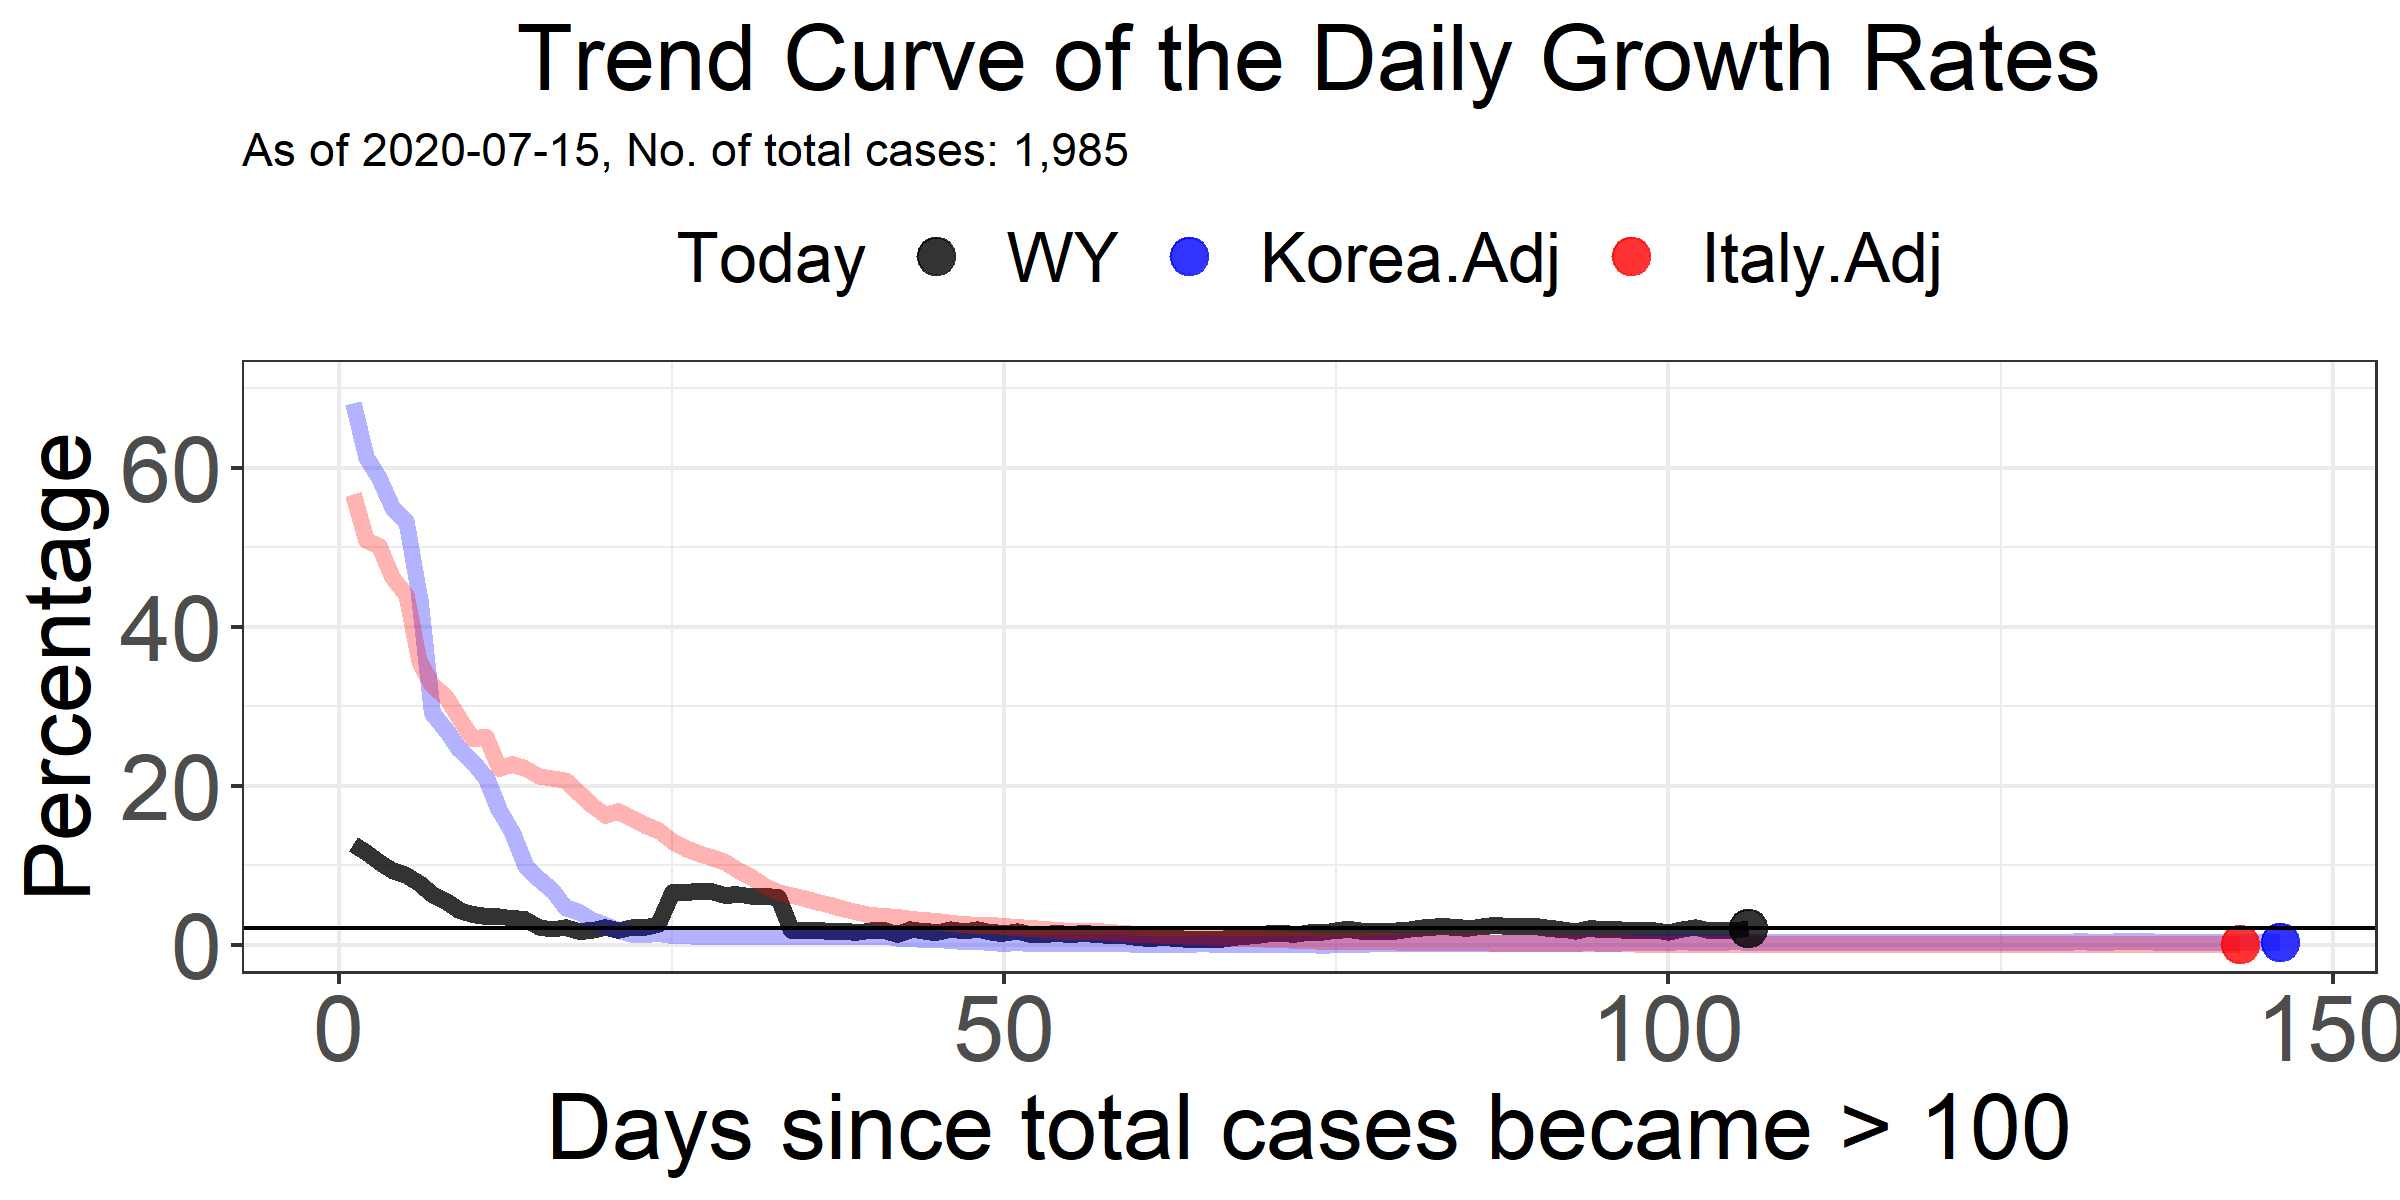 Trend Curve of the Daily Growth Rates
As of 2020-07-15, No. of total cases: 1,985
Today WY Korea.Adj Italy.Adj
Percentage
60
40
20
0
0 50 100 150
Days since total cases became > 100